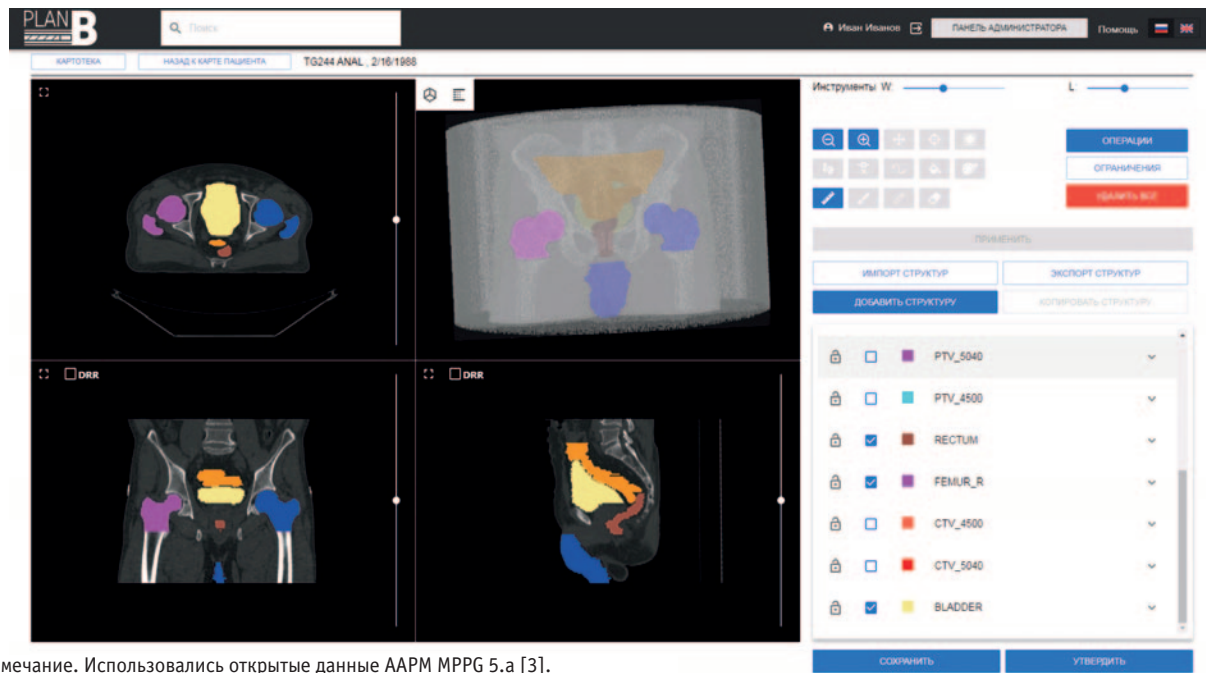 PLAN B
Поиск
Иван Иванов
ПАНЕЛЬ АДМИНИСТРАТОРА
Помощь
КАРТОТЕКА
НАЗАД К КАРТЕ ПАЦИЕНТА
TG244 ANAL , 2/16/1988
Инструменты W:
L:
ОПЕРАЦИИ
ОГРАНИЧЕНИЯ
УДАЛИТЬ ВСЕ
ПРИМЕНИТЬ
ИМПОРТ СТРУКТУР
ЭКСПОРТ СТРУКТУР
ДОБАВИТЬ СТРУКТУРУ
КОПИРОВАТЬ СТРУКТУРУ
DRR
DRR
PTV_5040
PTV_4500
RECTUM
FEMUR_R
CTV_4500
CTV_5040
BLADDER
СОХРАНИТЬ
УТВЕРДИТЬ
мечание. Использовались открытые данные AAPM MPPG 5.a [3].